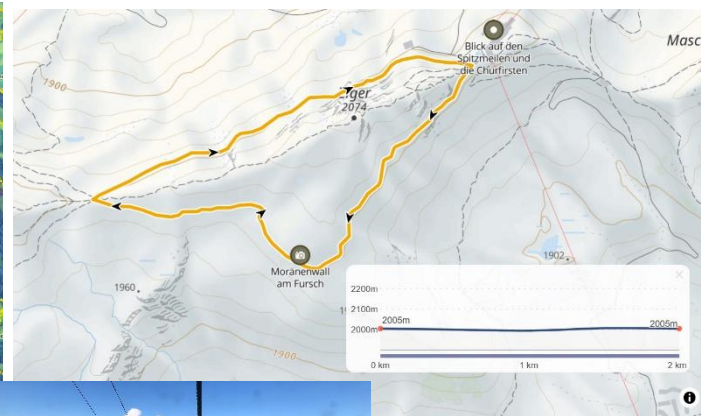 Blick auf den
Spitzmeilen und
die Churfirsten
Masc
1900
Ziger
2074
Moränenwall
am Fursch
1902
1960
1900
2200m
2100m
2000m
2005m
2005m
0 km
1 km
2 km